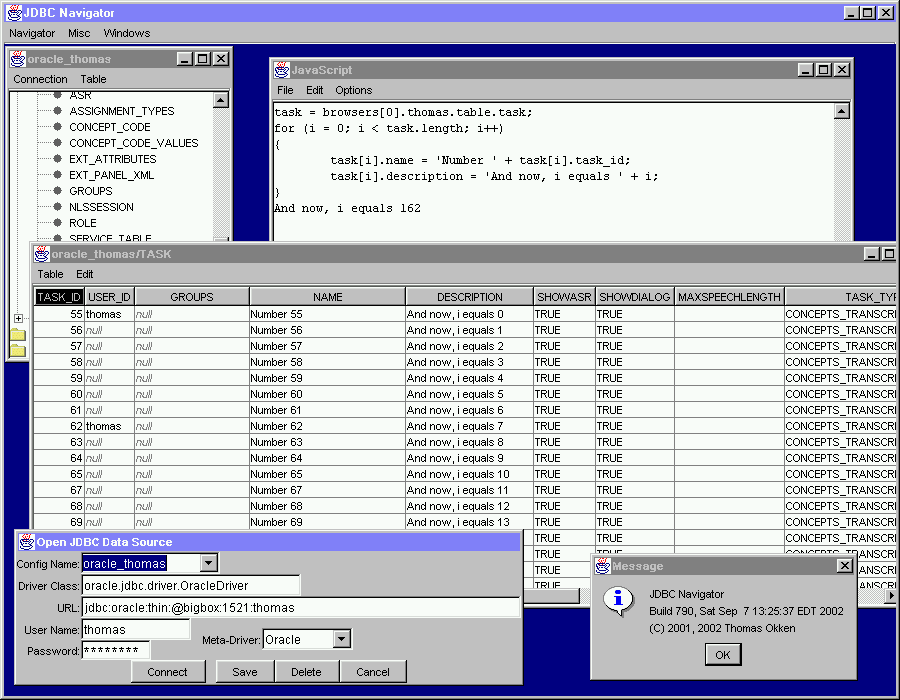 JDBC Navigator
Navigator Misc Windows
oracle_thomas
Connection Table
ASR
ASSIGNMENT_TYPES
CONCEPT_CODE
CONCEPT_CODE_VALUES
EXT_ATTRIBUTES
EXT_PANEL_XML
GROUPS
NLSSESSION
ROLE
SERVICE_TABLE
JavaScript
File Edit Options
task = browsers[0].thomas.table.task;
for (i = 0; i < task.length; i++)
{
task[i].name = 'Number ' + task[i].task_id;
task[i].description = 'And now, i equals ' + i;
}
And now, i equals 162
oracle_thomas/TASK
Table Edit
TASK_ID USER_ID GROUPS NAME DESCRIPTION SHOWASR SHOWDIALOG MAXSPEECHLENGTH TASK_TYP
55 thomas null Number 55 And now, i equals 0 TRUE TRUE CONCEPTS_TRANSCRI
56 null null Number 56 And now, i equals 1 TRUE TRUE CONCEPTS_TRANSCRI
57 null null Number 57 And now, i equals 2 TRUE TRUE CONCEPTS_TRANSCRI
58 null null Number 58 And now, i equals 3 TRUE TRUE CONCEPTS_TRANSCRI
59 null null Number 59 And now, i equals 4 TRUE TRUE CONCEPTS_TRANSCRI
60 null null Number 60 And now, i equals 5 TRUE TRUE CONCEPTS_TRANSCRI
61 null null Number 61 And now, i equals 6 TRUE TRUE CONCEPTS_TRANSCRI
62 thomas null Number 62 And now, i equals 7 TRUE TRUE CONCEPTS_TRANSCRI
63 null null Number 63 And now, i equals 8 TRUE TRUE CONCEPTS_TRANSCRI
64 null null Number 64 And now, i equals 9 TRUE TRUE CONCEPTS_TRANSCRI
65 null null Number 65 And now, i equals 10 TRUE TRUE CONCEPTS_TRANSCRI
67 null null Number 67 And now, i equals 11 TRUE TRUE CONCEPTS_TRANSCRI
68 null null Number 68 And now, i equals 12 TRUE TRUE CONCEPTS_TRANSCRI
69 null null Number 69 And now, i equals 13 TRUE TRUE CONCEPTS_TRANSCRI
TRUE TRUE CONCEPTS_TRANSCRI
TRUE TRUE
TRUE TRUE
TRUE TRUE
Open JDBC Data Source
Config Name: oracle_thomas
Driver Class: oracle.jdbc.driver.OracleDriver
URL: jdbc:oracle:thin:@bigbox:1521:thomas
User Name: thomas
Meta-Driver: Oracle
Password: ********
Connect Save Delete Cancel
Message
JDBC Navigator
Build 790, Sat Sep 7 13:25:37 EDT 2002
(C) 2001, 2002 Thomas Okken
OK